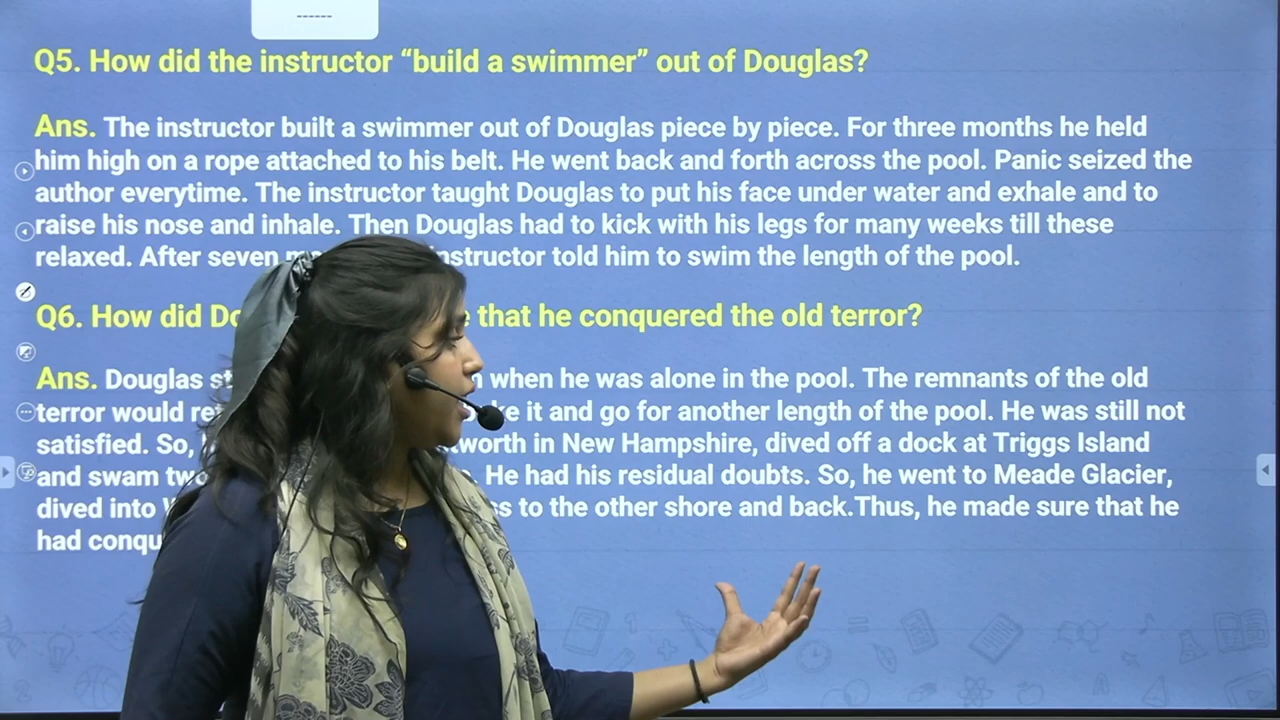 ------
Q5. How did the instructor “build a swimmer” out of Douglas?
Ans. The instructor built a swimmer out of Douglas piece by piece. For three months he held
him high on a rope attached to his belt. He went back and forth across the pool. Panic seized the
author everytime. The instructor taught Douglas to put his face under water and exhale and to
raise his nose and inhale. Then Douglas had to kick with his legs for many weeks till these
relaxed. After seven instructor told him to swim the length of the pool.
Q6. How did that he conquered the old terror?
Ans. Douglas when he was alone in the pool. The remnants of the old
terror would it and go for another length of the pool. He was still not
satisfied. So, in New Hampshire, dived off a dock at Triggs Island
and swam He had his residual doubts. So, he went to Meade Glacier,
dived into to the other shore and back.Thus, he made sure that he
had